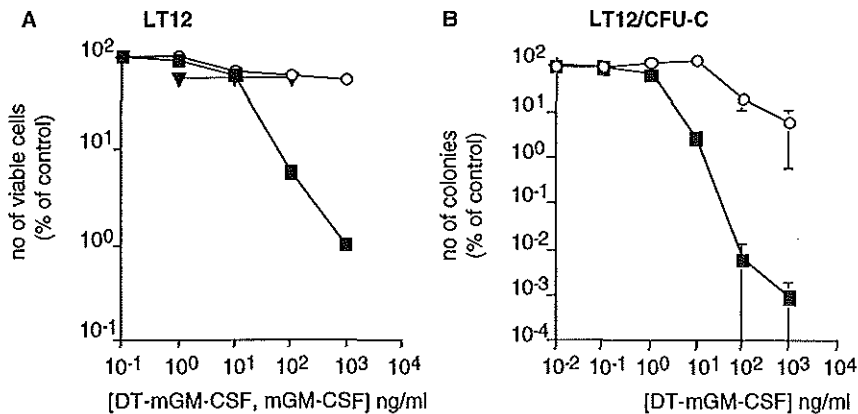 A LT12
no of viable cells
(% of control)
10²
10¹
10⁰
10⁻¹
10⁻¹ 10⁰ 10¹ 10² 10³ 10⁴
[DT-mGM-CSF, mGM-CSF] ng/ml
B LT12/CFU-C
no of colonies
(% of control)
10²
10¹
10⁰
10⁻¹
10⁻²
10⁻³
10⁻⁴
10⁻² 10⁻¹ 10⁰ 10¹ 10² 10³ 10⁴
[DT-mGM-CSF] ng/ml